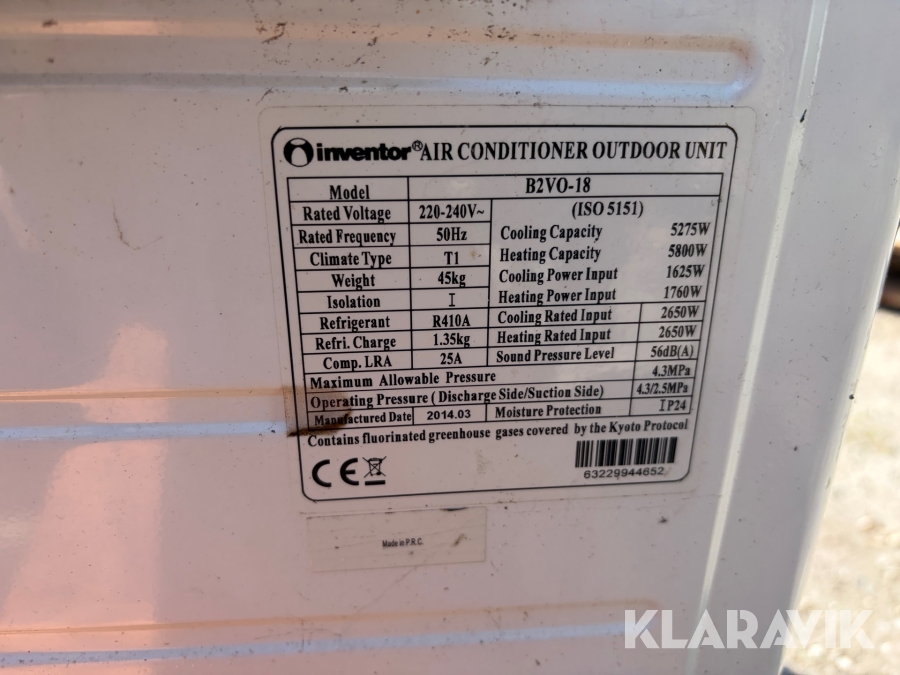 inventor® AIR CONDITIONER OUTDOOR UNIT
Model B2VO-18
Rated Voltage 220-240V~ (ISO 5151)
Rated Frequency 50Hz Cooling Capacity 5275W
Climate Type T1 Heating Capacity 5800W
Weight 45kg Cooling Power Input 1625W
Isolation I Heating Power Input 1760W
Refrigerant R410A Cooling Rated Input 2650W
Refri. Charge 1.35kg Heating Rated Input 2650W
Comp. LRA 25A Sound Pressure Level 56dB(A)
Maximum Allowable Pressure 4.3MPa
Operating Pressure (Discharge Side/Suction Side) 4.3/2.5MPa
Manufactured Date 2014.03 Moisture Protection IP24
Contains fluorinated greenhouse gases covered by the Kyoto Protocol
CE
63229944652
Made in P.R.C.
KLARAVIK